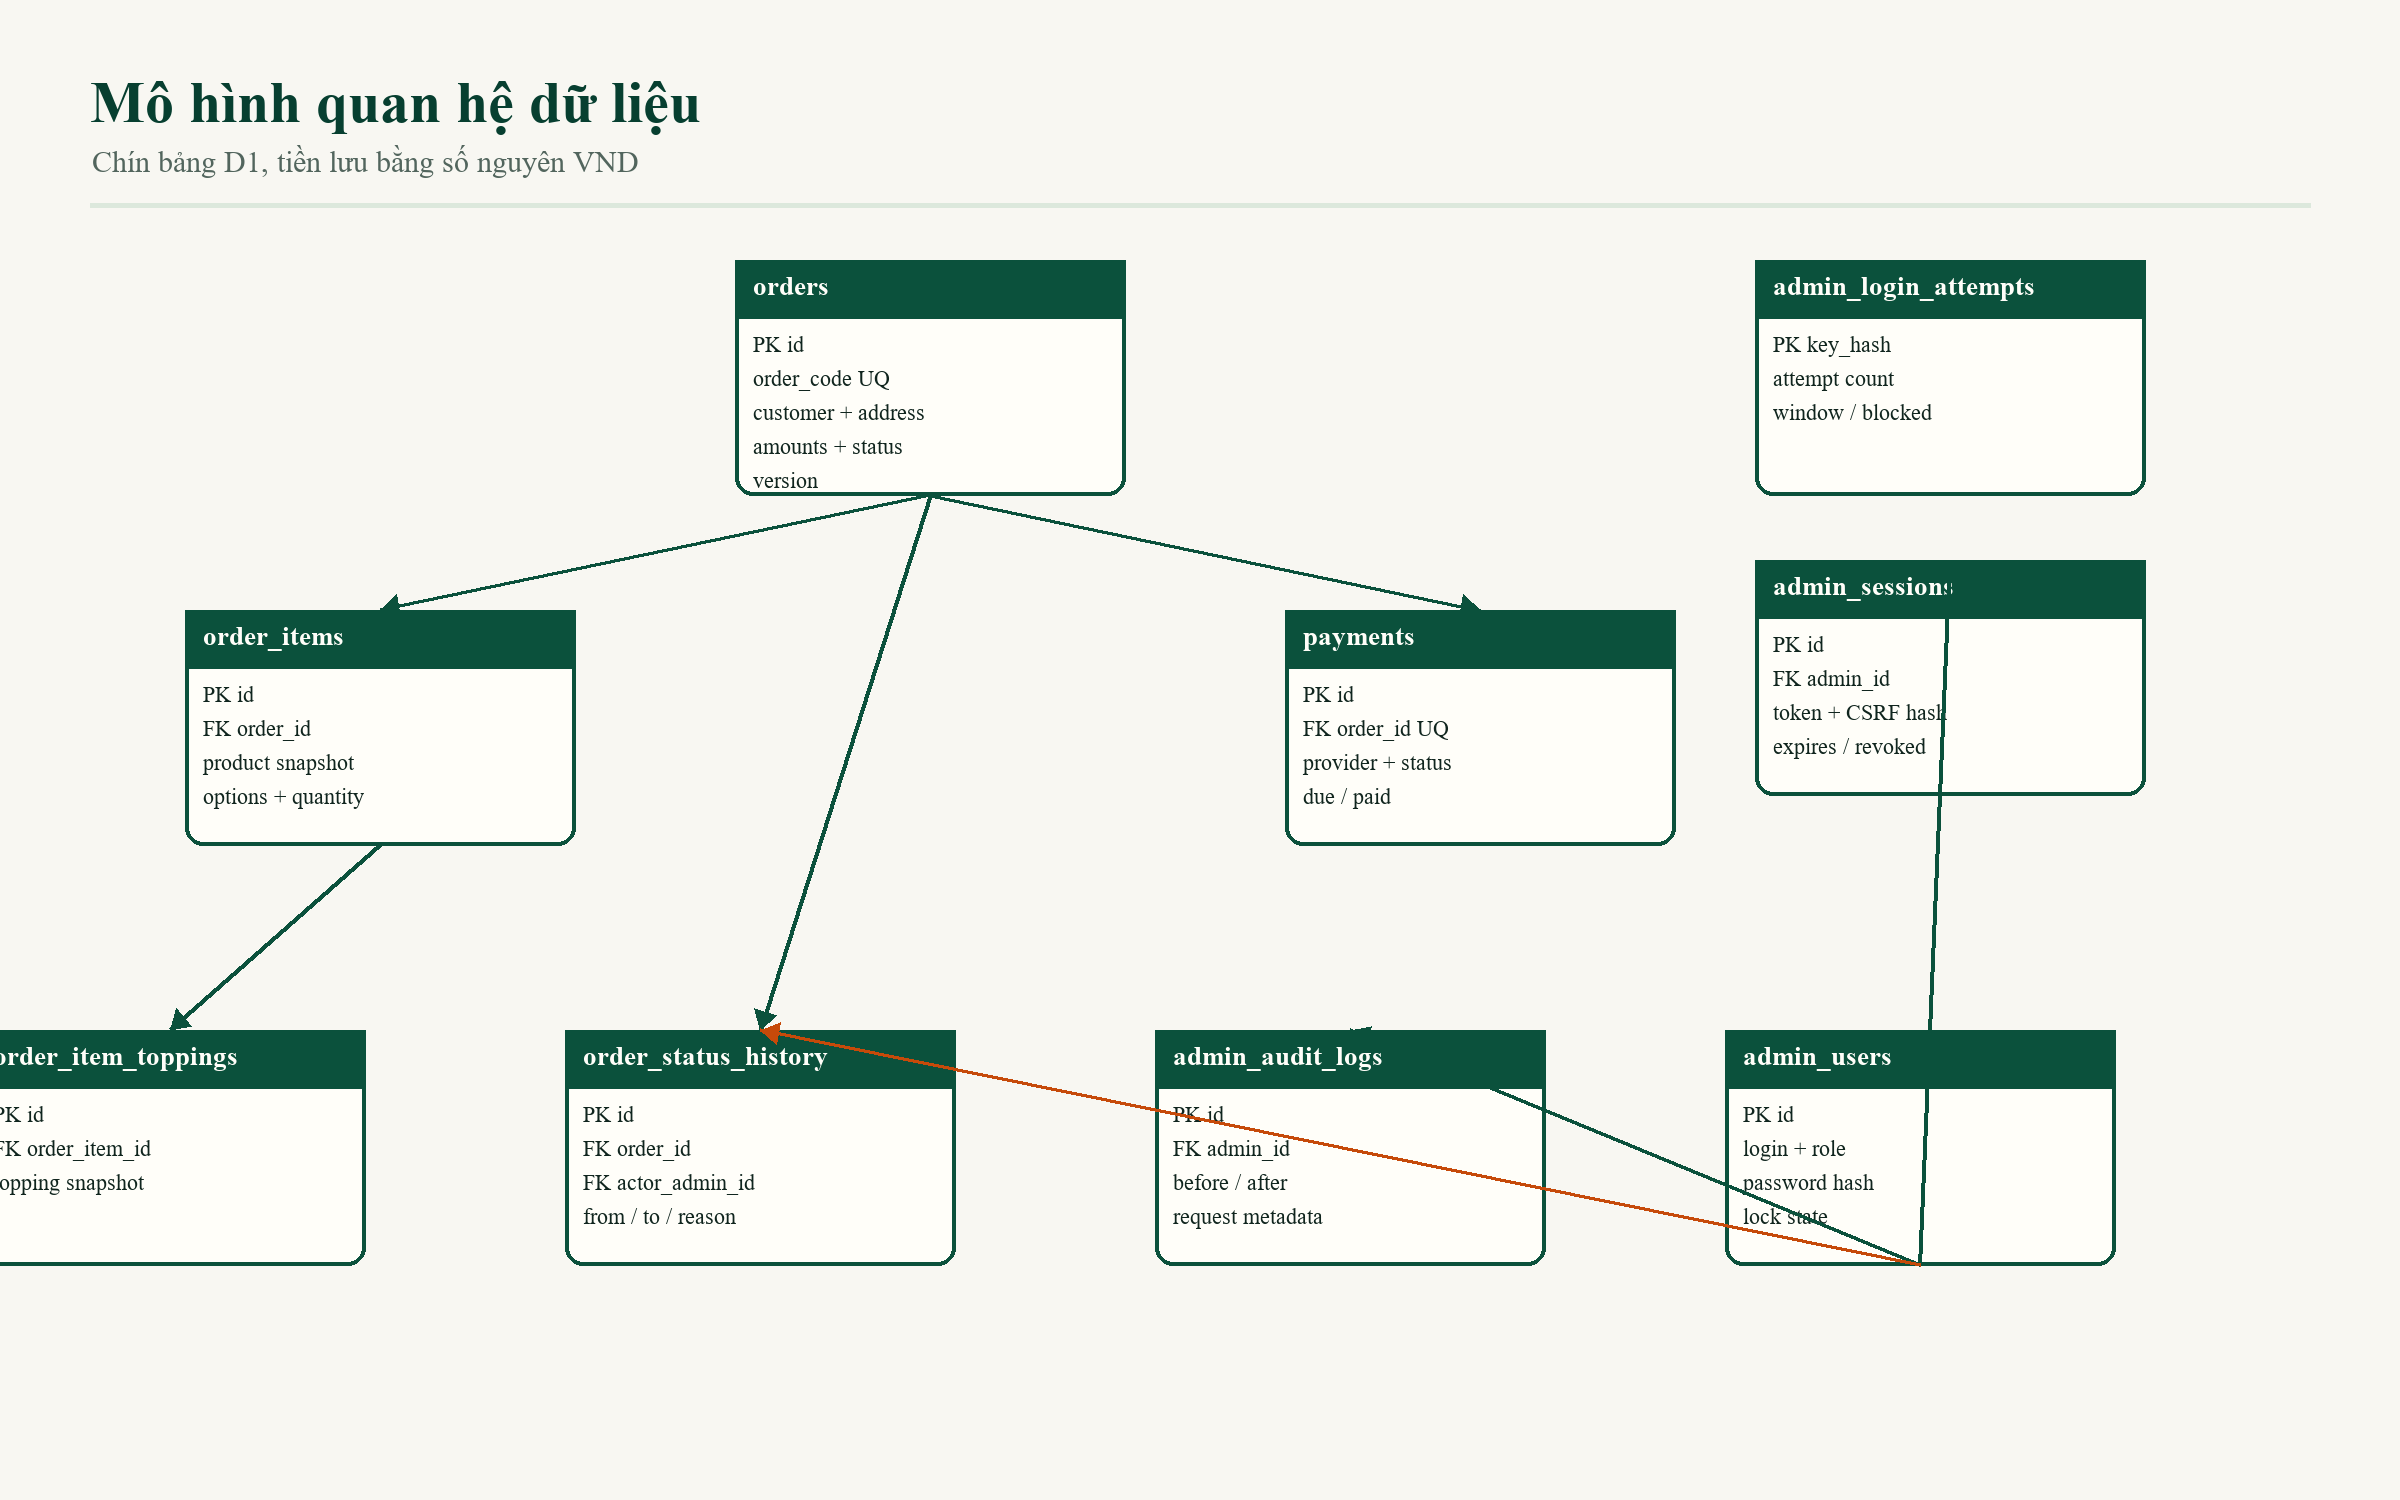 Mô hình quan hệ dữ liệu
Chín bảng D1, tiền lưu bằng số nguyên VND
orders
PK id
order_code UQ
customer + address
amounts + status
version
admin_login_attempts
PK key_hash
attempt count
window / blocked
order_items
PK id
FK order_id
product snapshot
options + quantity
payments
PK id
FK order_id UQ
provider + status
due / paid
admin_sessions
PK id
FK admin_id
token + CSRF hash
expires / revoked
order_item_toppings
PK id
FK order_item_id
opping snapshot
order_status_history
PK id
FK order_id
FK actor_admin_id
from / to / reason
admin_audit_logs
PK id
FK admin_id
before / after
request metadata
admin_users
PK id
login + role
password hash
lock state